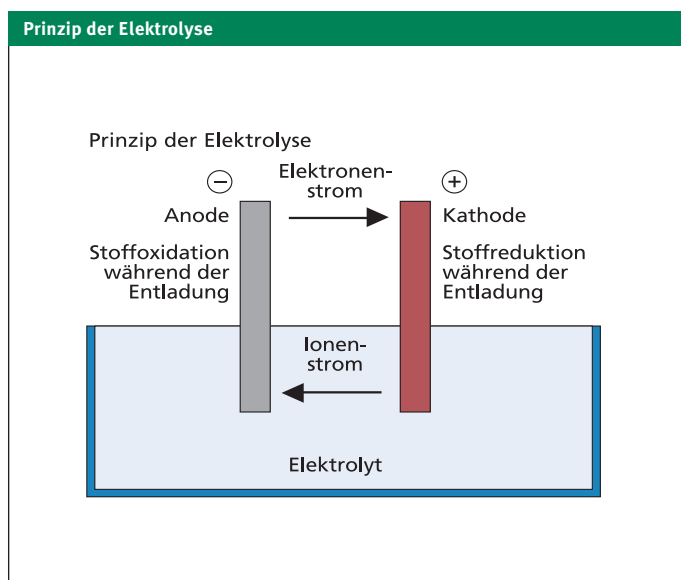 Prinzip der Elektrolyse
Prinzip der Elektrolyse
−
Elektronen-
strom
+
Anode
Kathode
Stoffoxidation
während der
Entladung
Stoffreduktion
während der
Entladung
Ionen-
strom
Elektrolyt